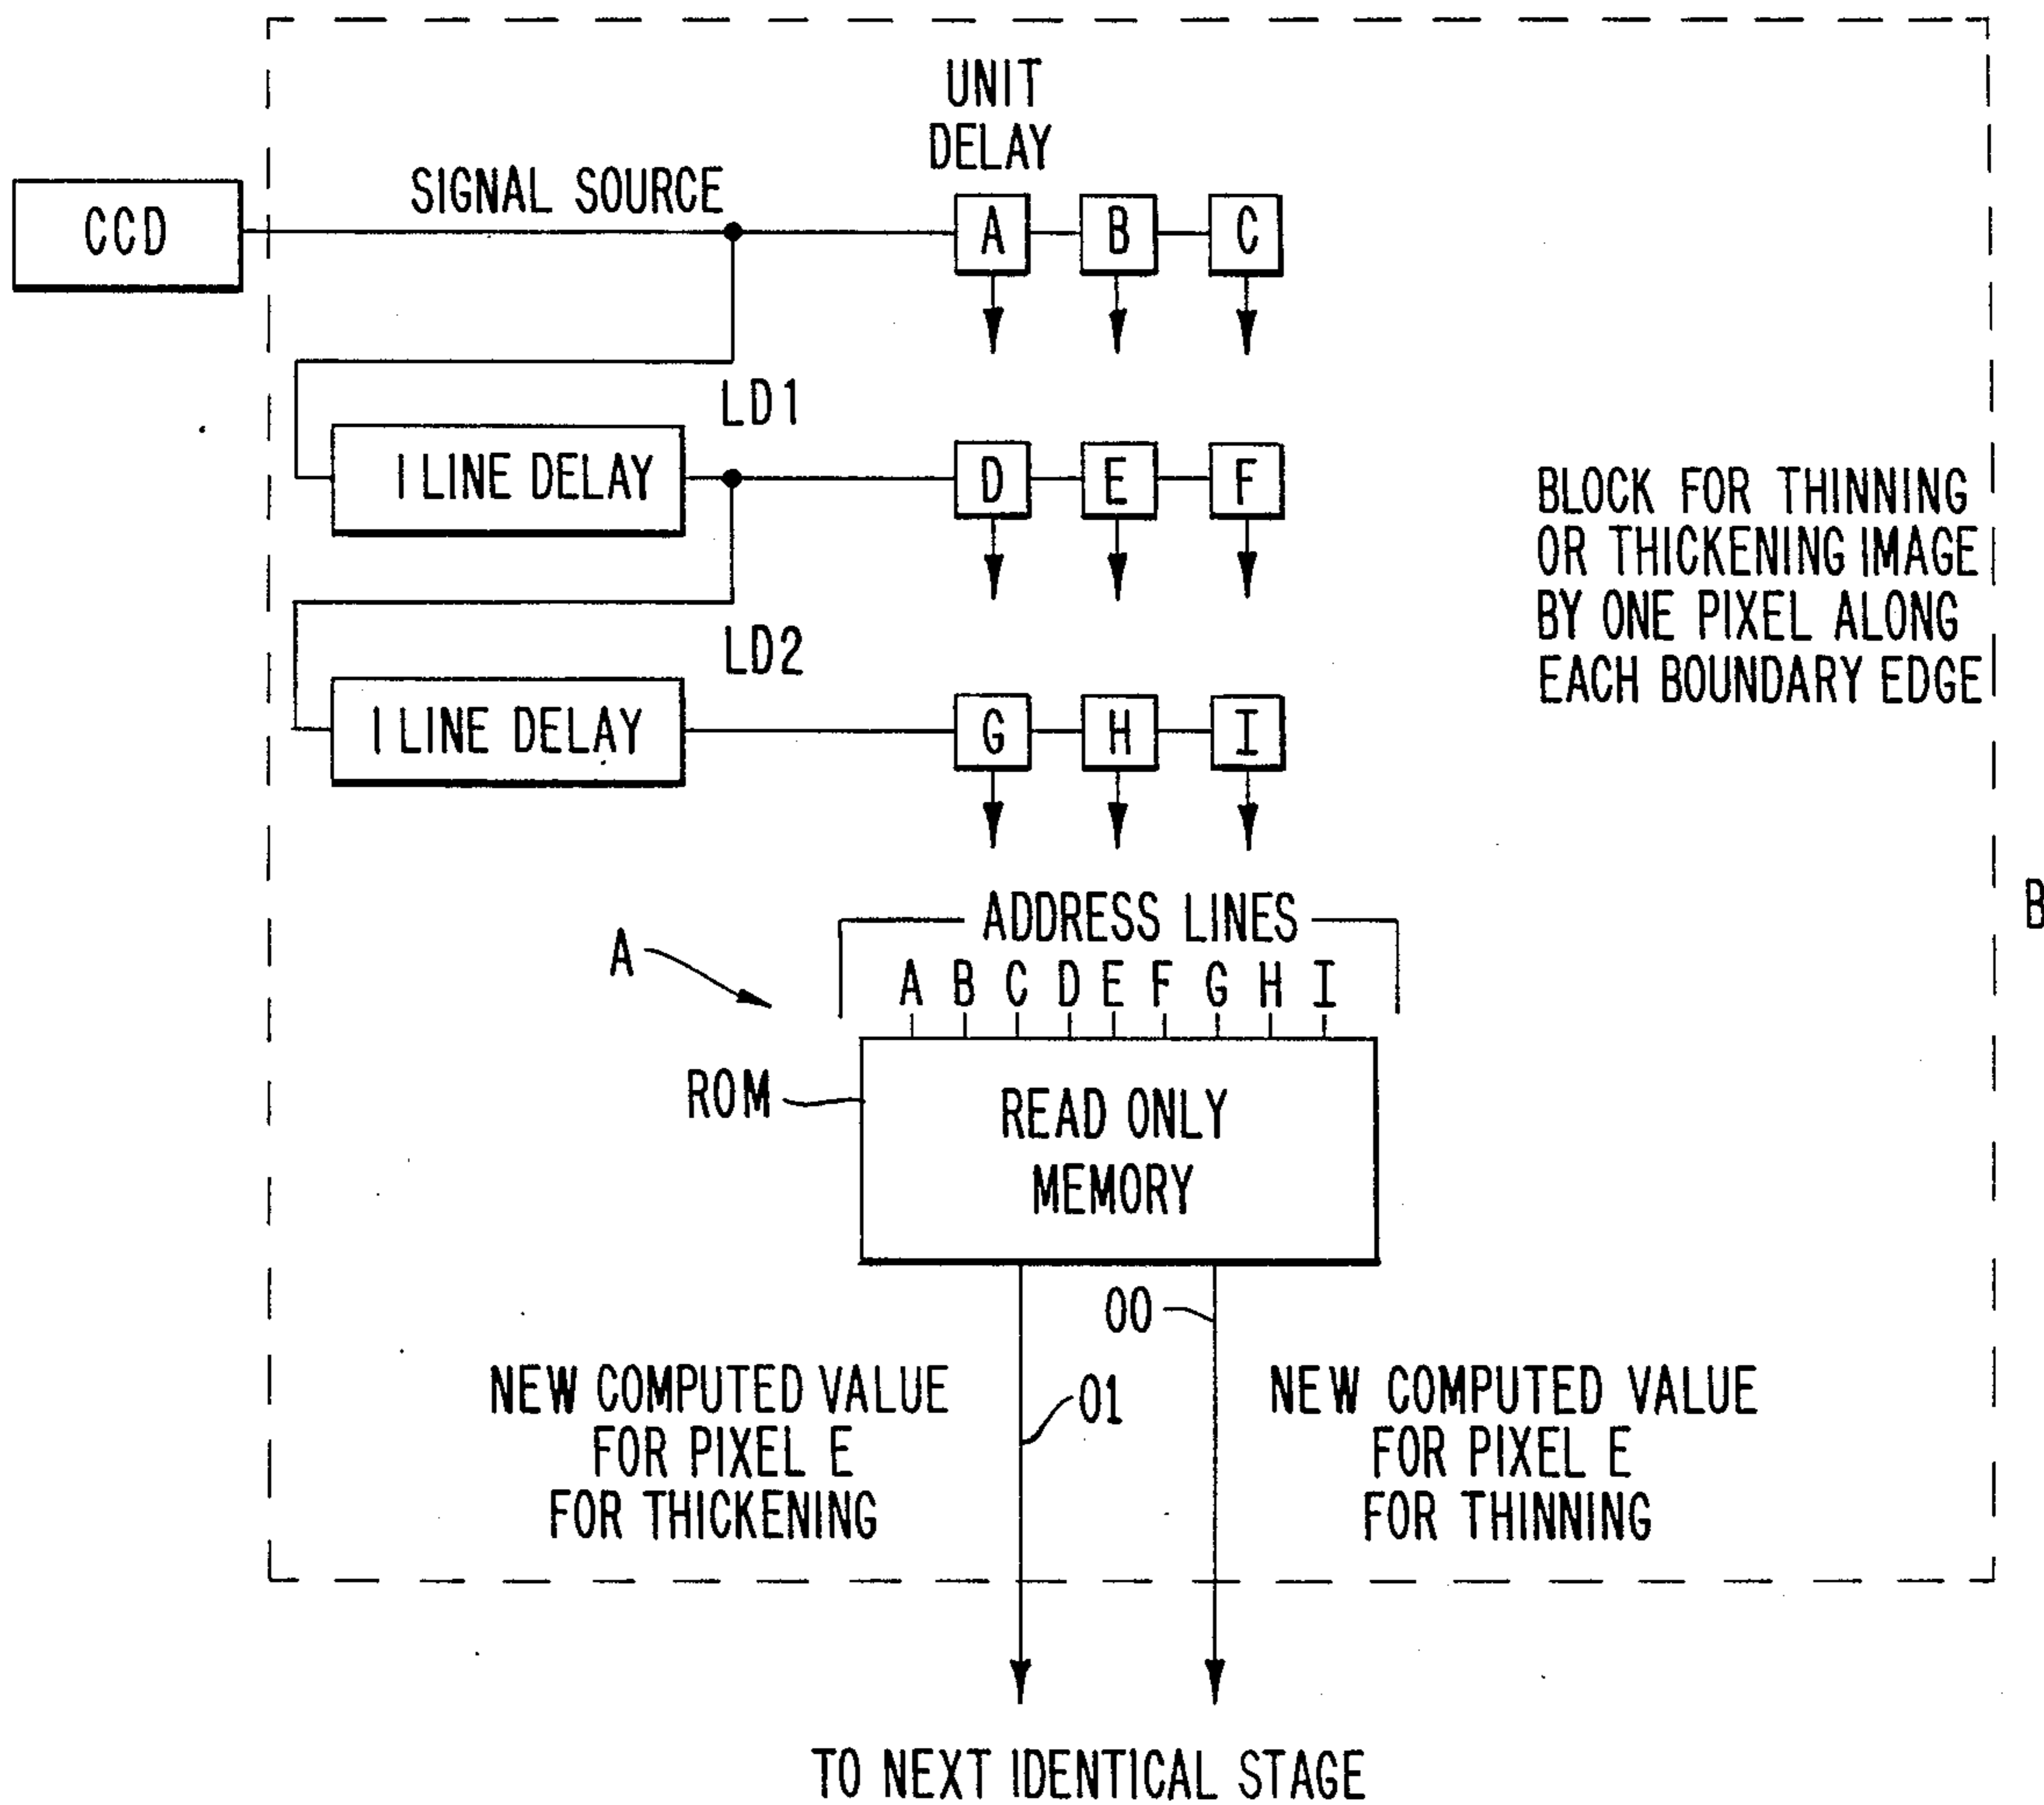 UNIT
DELAY
SIGNAL SOURCE
CCD
A B C
LD1
1 LINE DELAY
D E F
BLOCK FOR THINNING
OR THICKENING IMAGE
BY ONE PIXEL ALONG
EACH BOUNDARY EDGE
LD2
1 LINE DELAY
G H I
B
ADDRESS LINES
A
A B C D E F G H I
ROM
READ ONLY
MEMORY
00
01
NEW COMPUTED VALUE
FOR PIXEL E
FOR THICKENING
NEW COMPUTED VALUE
FOR PIXEL E
FOR THINNING
TO NEXT IDENTICAL STAGE